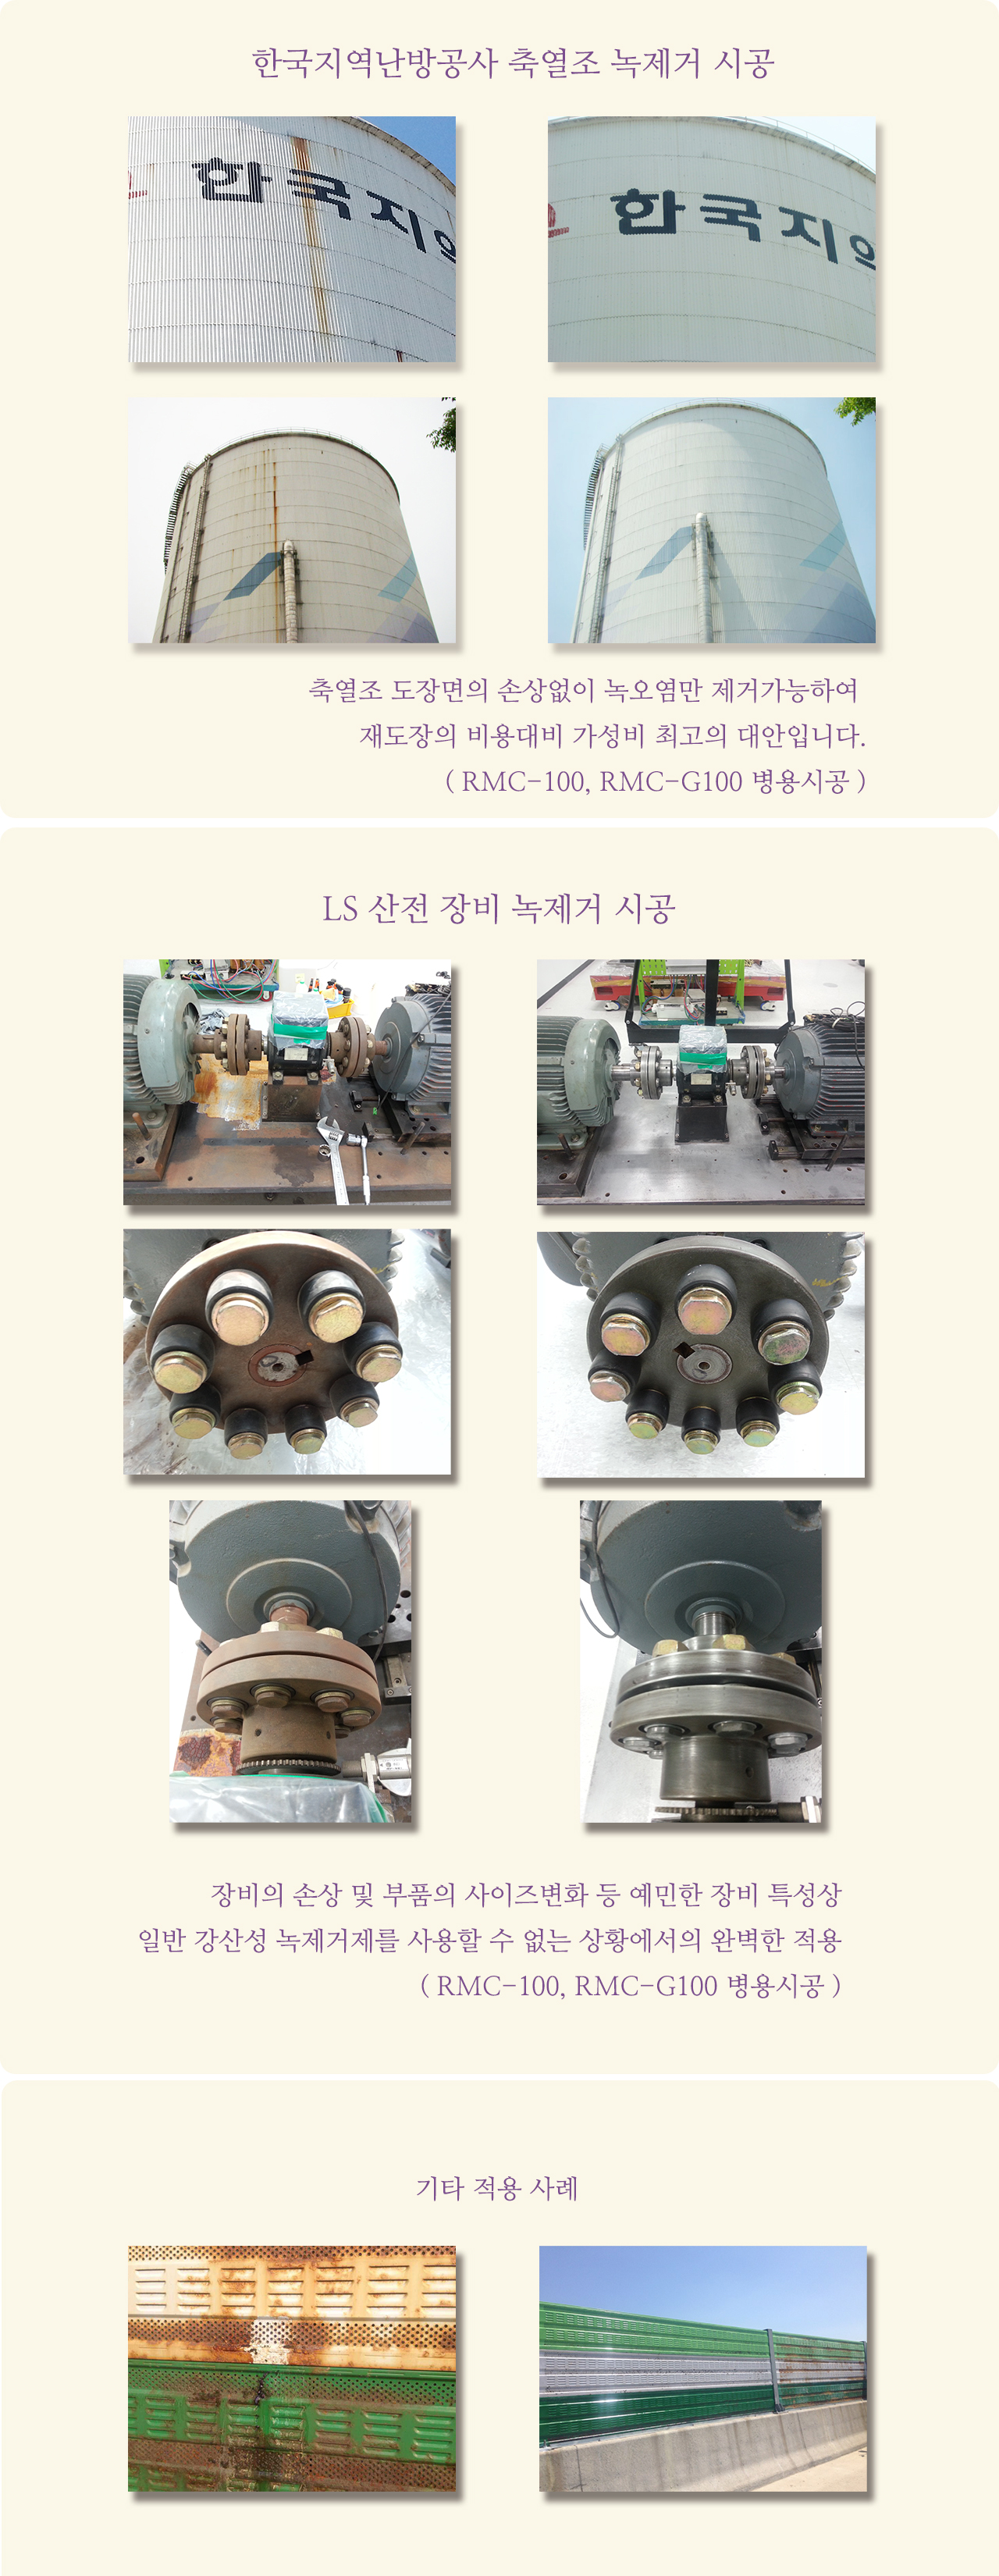 한국지역난방공사 축열조 녹제거 시공
한국지
한국지
축열조 도장면의 손상없이 녹오염만 제거가능하여
재도장의 비용대비 가성비 최고의 대안입니다.
( RMC-100, RMC-G100 병용시공 )
LS 산전 장비 녹제거 시공
장비의 손상 및 부품의 사이즈변화 등 예민한 장비 특성상
일반 강산성 녹제거제를 사용할 수 없는 상황에서의 완벽한 적용
( RMC-100, RMC-G100 병용시공 )
기타 적용 사례